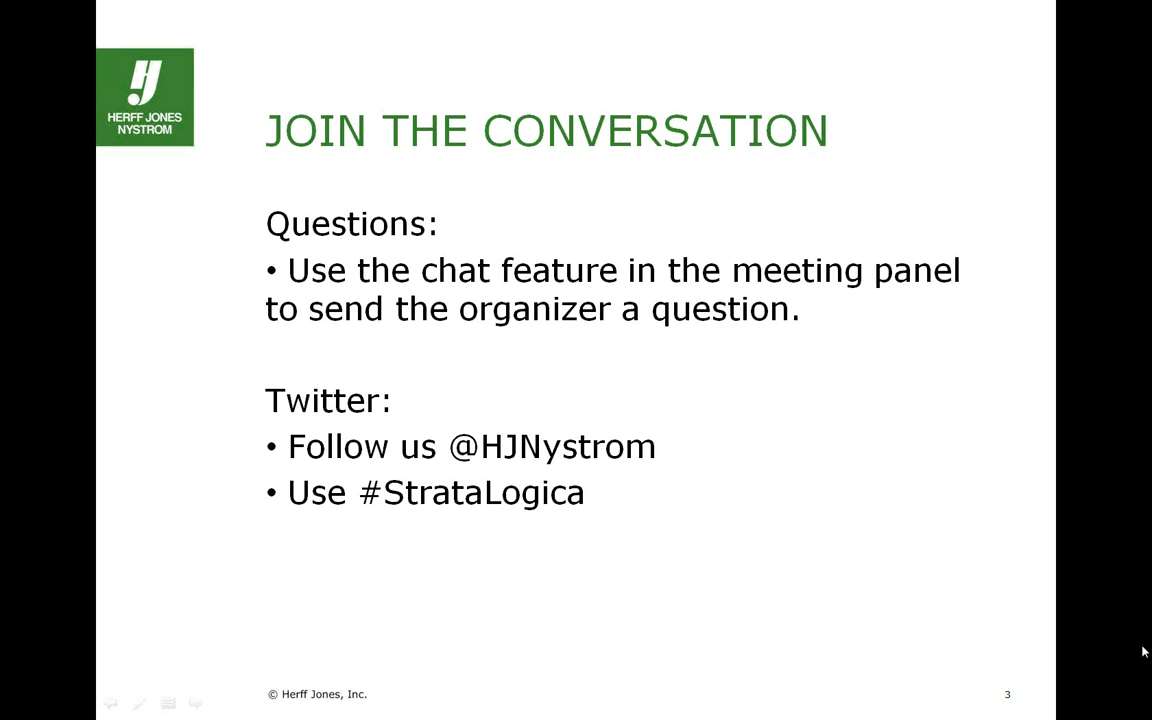 HERFF JONES
NYSTROM
JOIN THE CONVERSATION
Questions:
• Use the chat feature in the meeting panel
to send the organizer a question.
Twitter:
• Follow us @HJNystrom
• Use #StrataLogica
© Herff Jones, Inc.
3